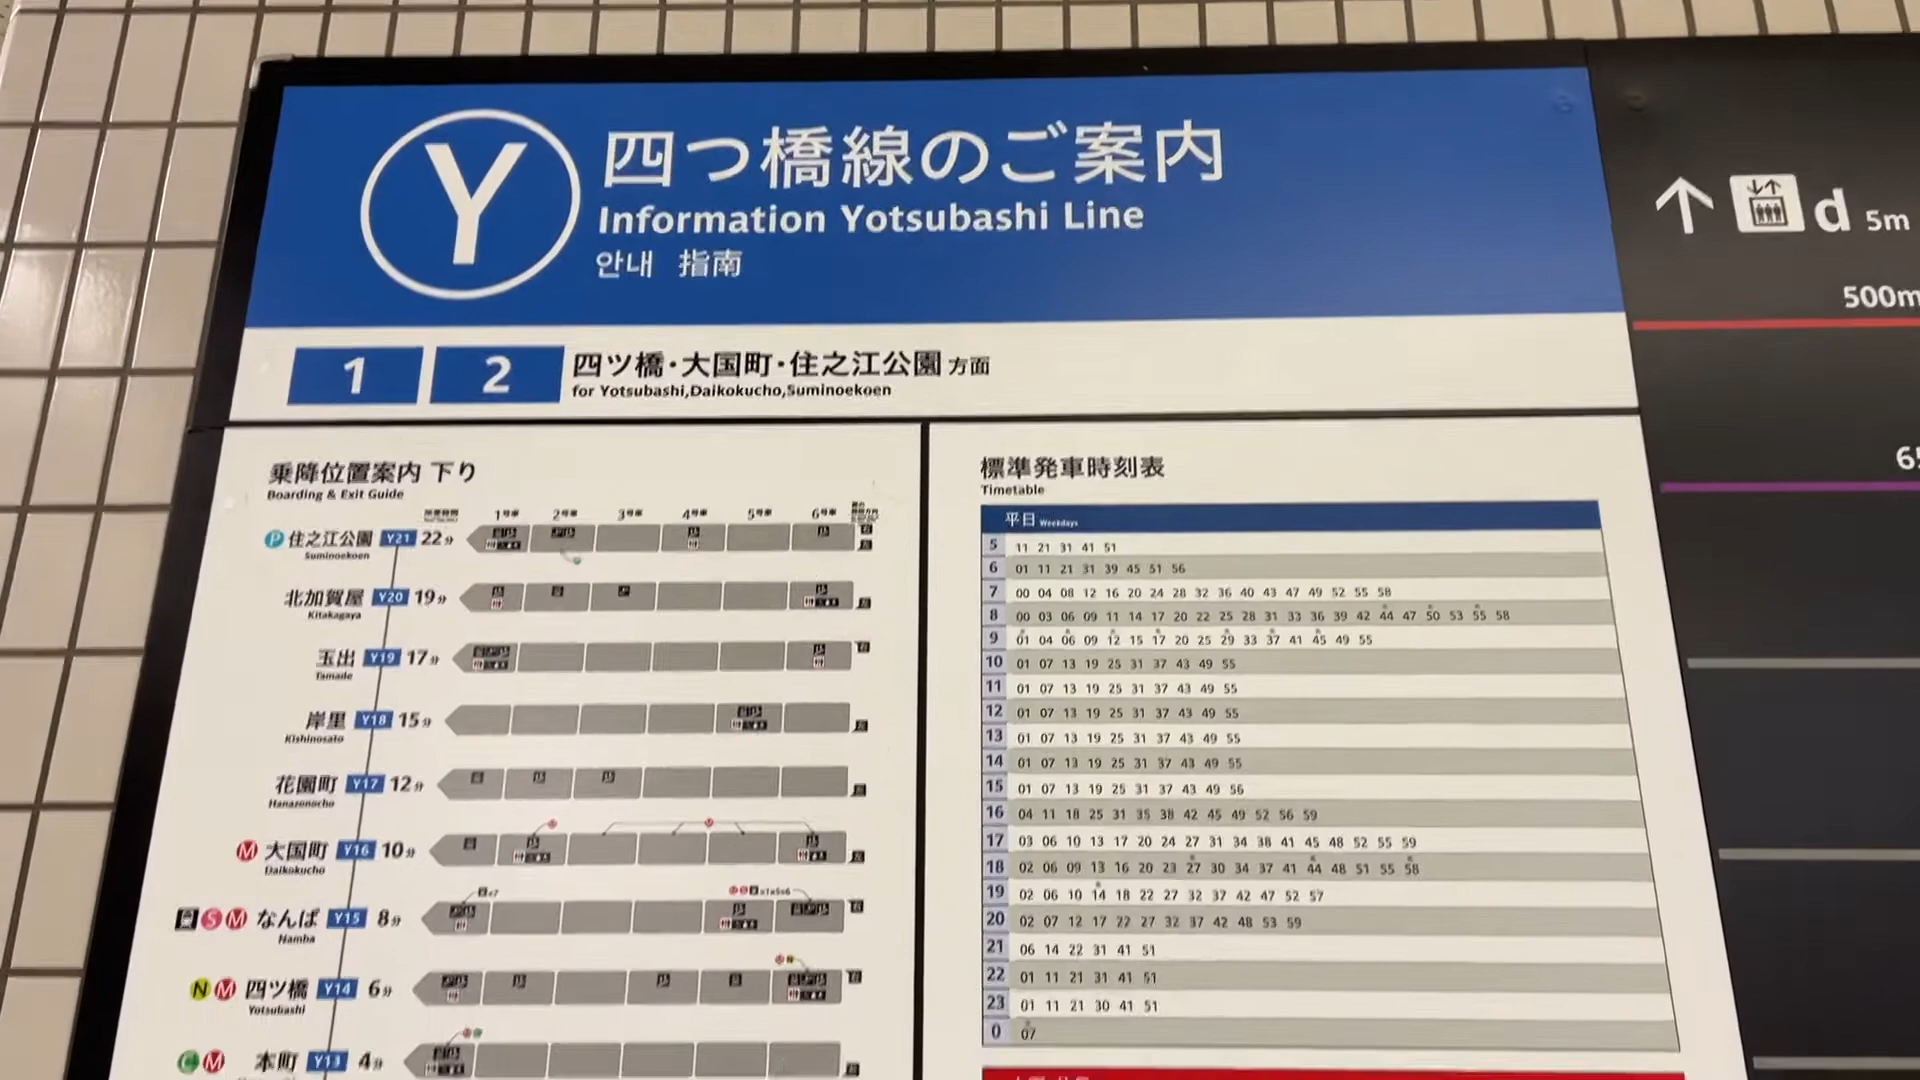 Y
四つ橋線のご案内
Information Yotsubashi Line
안내 指南
1 2 四ツ橋・大国町・住之江公園 方面
for Yotsubashi,Daikokucho,Suminoekoen
d 5m
500m
乗降位置案内 下り
Boarding & Exit Guide
1号車 2号車 3号車 4号車 5号車 6号車
P 住之江公園 Y21 22分
Suminoekoen
北加賀屋 Y20 19分
Kitakagaya
玉出 Y19 17分
Tamade
岸里 Y18 15分
Kishinosato
花園町 Y17 12分
Hanazonocho
M 大国町 Y16 10分
Daikokucho
S M なんば Y15 8分
Namba
N M 四ツ橋 Y14 6分
Yotsubashi
M 本町 Y13 4分
標準発車時刻表
Timetable
平日 Weekdays
5 11 21 31 41 51
6 01 11 21 31 39 45 51 56
7 00 04 08 12 16 20 24 28 32 36 40 43 47 49 52 55 58
8 00 03 06 09 11 14 17 20 22 25 28 31 33 36 39 42 44 47 50 53 55 58
9 01 04 06 09 12 15 17 20 25 29 33 37 41 45 49 55
10 01 07 13 19 25 31 37 43 49 55
11 01 07 13 19 25 31 37 43 49 55
12 01 07 13 19 25 31 37 43 49 55
13 01 07 13 19 25 31 37 43 49 55
14 01 07 13 19 25 31 37 43 49 55
15 01 07 13 19 25 31 37 43 49 56
16 04 11 18 25 31 35 38 42 45 49 52 56 59
17 03 06 10 13 17 20 24 27 31 34 38 41 45 48 52 55 59
18 02 06 09 13 16 20 23 27 30 34 37 41 44 48 51 55 58
19 02 06 10 14 18 22 27 32 37 42 47 52 57
20 02 07 12 17 22 27 32 37 42 48 53 59
21 06 14 22 31 41 51
22 01 11 21 31 41 51
23 01 11 21 30 41 51
0 07